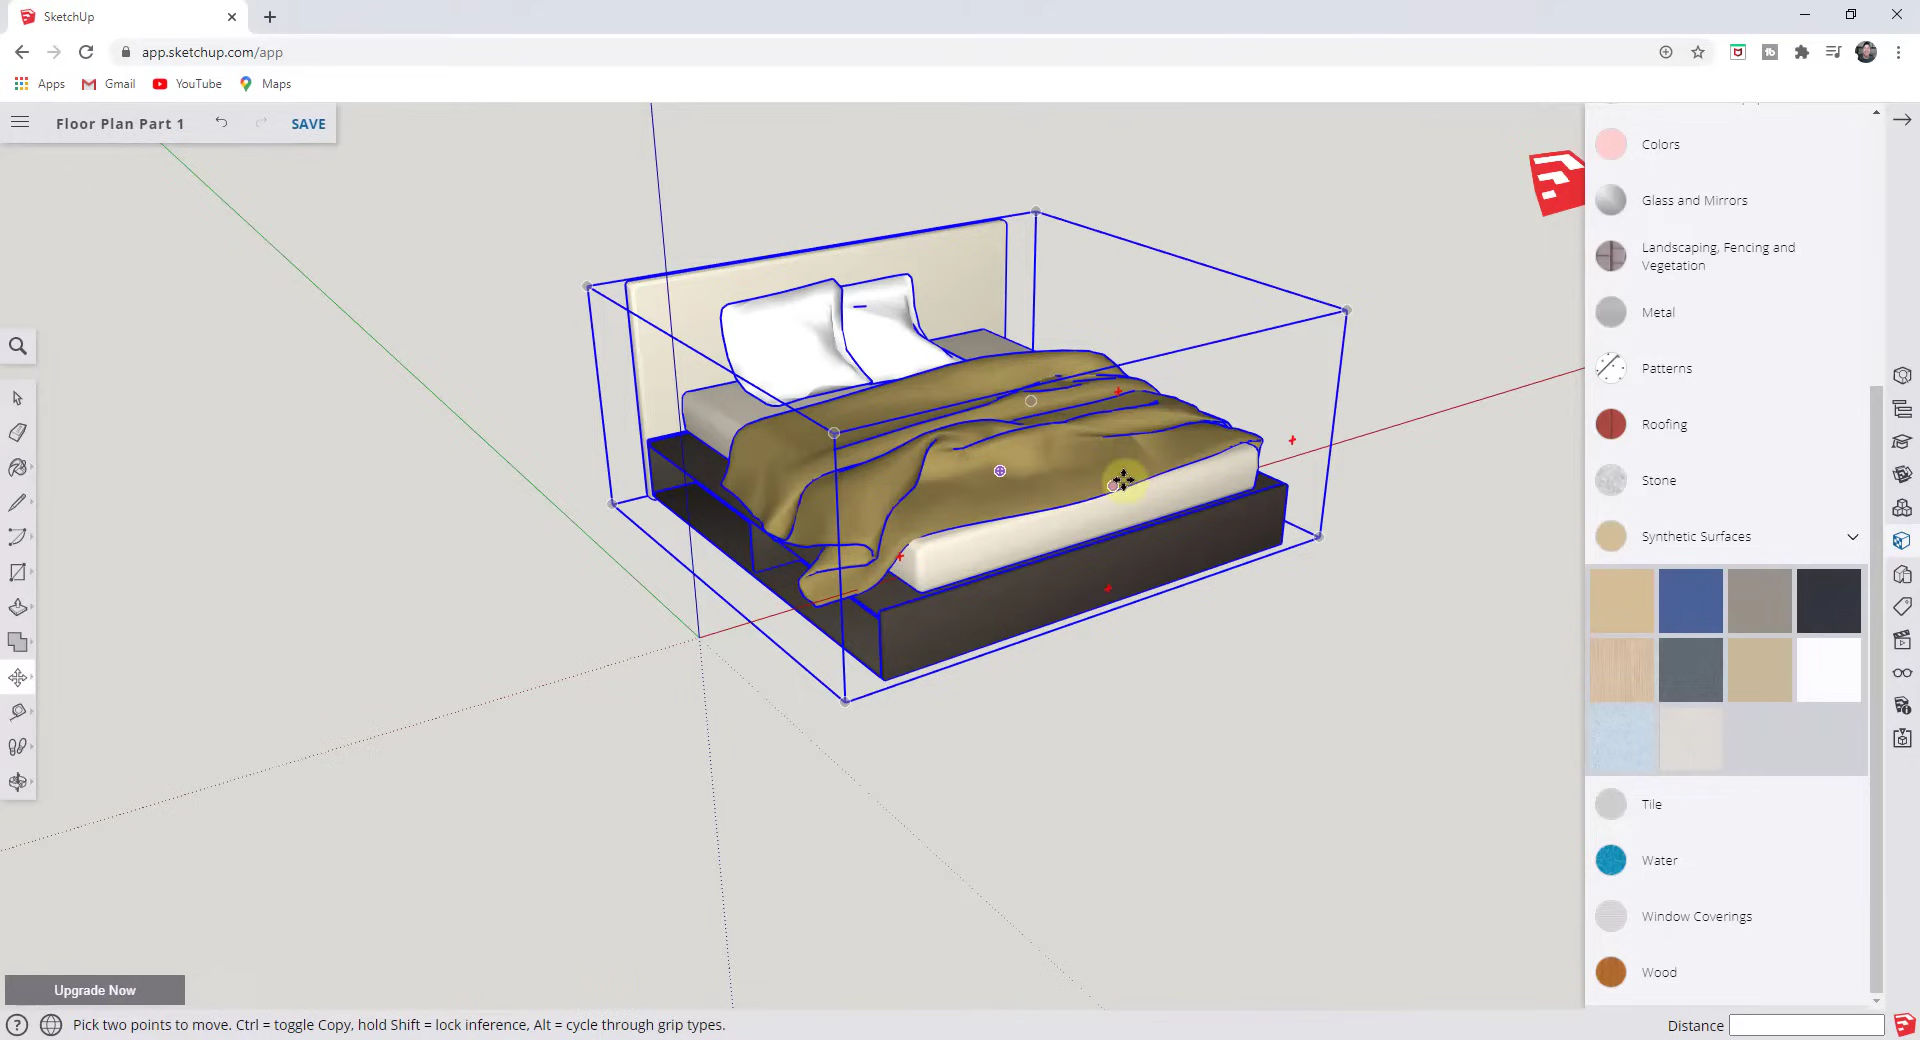 SketchUp
app.sketchup.com/app
Apps Gmail YouTube Maps
Floor Plan Part 1 SAVE
Colors
Glass and Mirrors
Landscaping, Fencing and
Vegetation
Metal
Patterns
Roofing
Stone
Synthetic Surfaces
Tile
Water
Window Coverings
Wood
Upgrade Now
Pick two points to move. Ctrl = toggle Copy, hold Shift = lock inference, Alt = cycle through grip types.
Distance